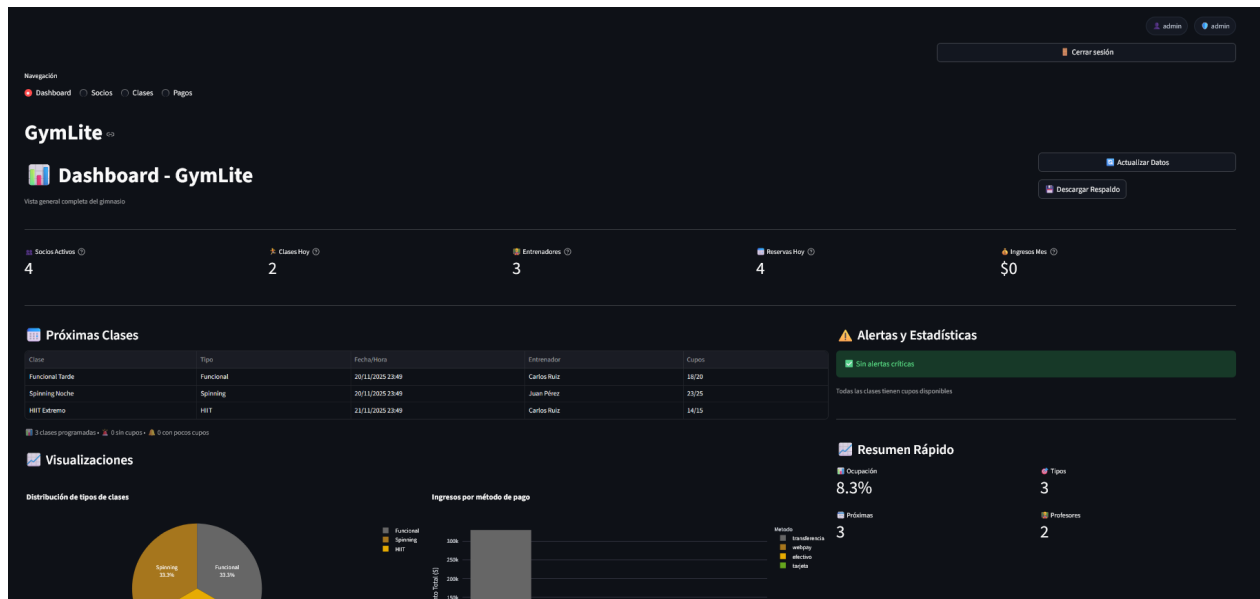 admin admin
Cerrar sesión
Navegación
Dashboard Socios Clases Pagos
GymLite
Dashboard - GymLite
Actualizar Datos
Descargar Respaldo
Vista general completa del gimnasio
Socios Activos
4
Clases Hoy
2
Entrenadores
3
Reservas Hoy
4
Ingresos Mes
$0
Próximas Clases
Clase Tipo Fecha/Hora Entrenador Cupos
Funcional Tarde Funcional 20/11/2025 23:49 Carlos Ruiz 18/20
Spinning Noche Spinning 20/11/2025 23:49 Juan Pérez 23/25
HIIT Extremo HIIT 21/11/2025 23:49 Carlos Ruiz 14/15
3 clases programadas • 0 sin cupos • 0 con pocos cupos
Alertas y Estadísticas
Sin alertas críticas
Todas las clases tienen cupos disponibles
Visualizaciones
Distribución de tipos de clases
Spinning
33.3%
Funcional
33.3%
Funcional
Spinning
HIIT
Ingresos por método de pago
300k
250k
200k
150k
Total ($)
Metodo
transferencia
webpay
efectivo
tarjeta
Resumen Rápido
Ocupación
8.3%
Tipos
3
Próximas
3
Profesores
2